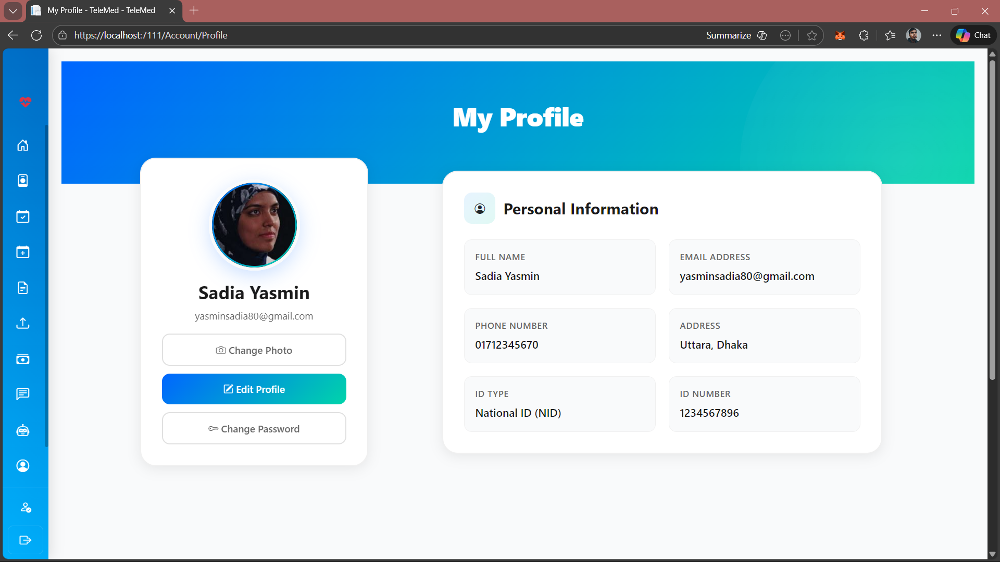 My Profile - TeleMed - TeleMed
https://localhost:7111/Account/Profile
Summarize
Chat
My Profile
Sadia Yasmin
yasminsadia80@gmail.com
Change Photo
Edit Profile
Change Password
Personal Information
FULL NAME
Sadia Yasmin
EMAIL ADDRESS
yasminsadia80@gmail.com
PHONE NUMBER
01712345670
ADDRESS
Uttara, Dhaka
ID TYPE
National ID (NID)
ID NUMBER
1234567896